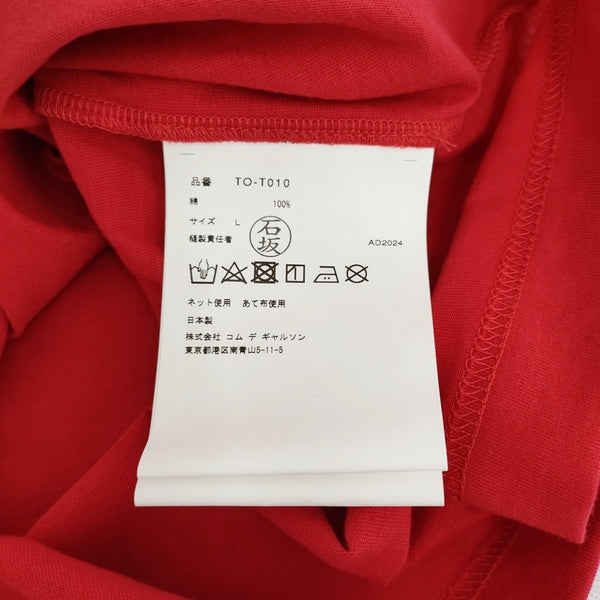 品番 TO-T010
綿 100%
サイズ L
縫製責任者 石坂 AD2024
ネット使用 あて布使用
日本製
株式会社 コム デ ギャルソン
東京都港区南青山5-11-5